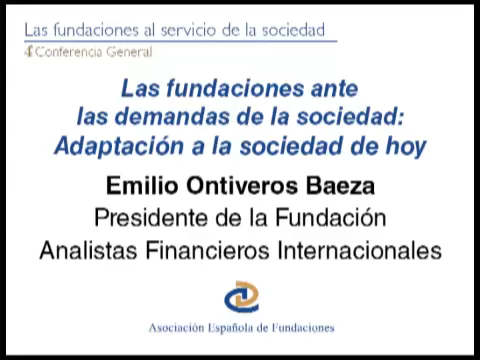 Las fundaciones al servicio de la sociedad
4ª Conferencia General
Las fundaciones ante
las demandas de la sociedad:
Adaptación a la sociedad de hoy
Emilio Ontiveros Baeza
Presidente de la Fundación
Analistas Financieros Internacionales
Asociación Española de Fundaciones